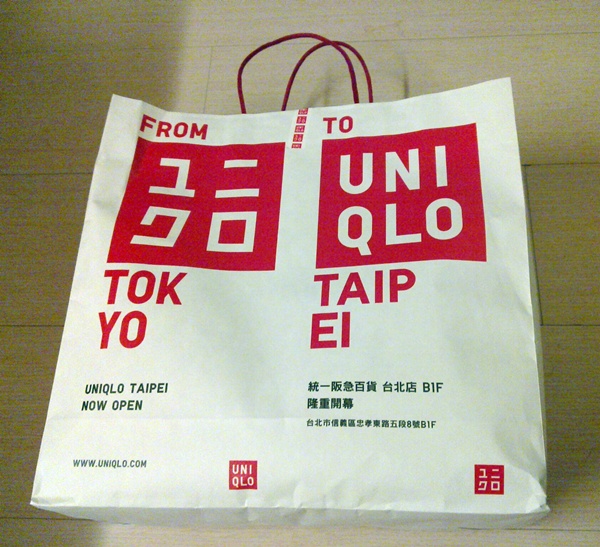 FROM
ユニ
クロ
TOK
YO
TO
UNI
QLO
TAIP
EI
UNIQLO TAIPEI
NOW OPEN
統一阪急百貨 台北店 B1F
隆重開幕
台北市信義區忠孝東路五段8號B1F
WWW.UNIQLO.COM
UNI
QLO
ユニ
クロ